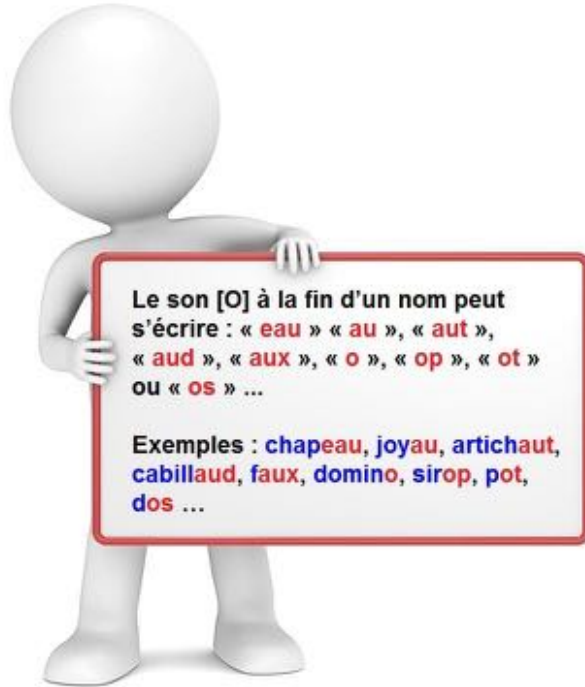 Le son [O] à la fin d'un nom peut
s'écrire : « eau » « au », « aut »,
« aud », « aux », « o », « op », « ot »
ou « os » ...
Exemples : chapeau, joyau, artichaut,
cabillaud, faux, domino, sirop, pot,
dos ...